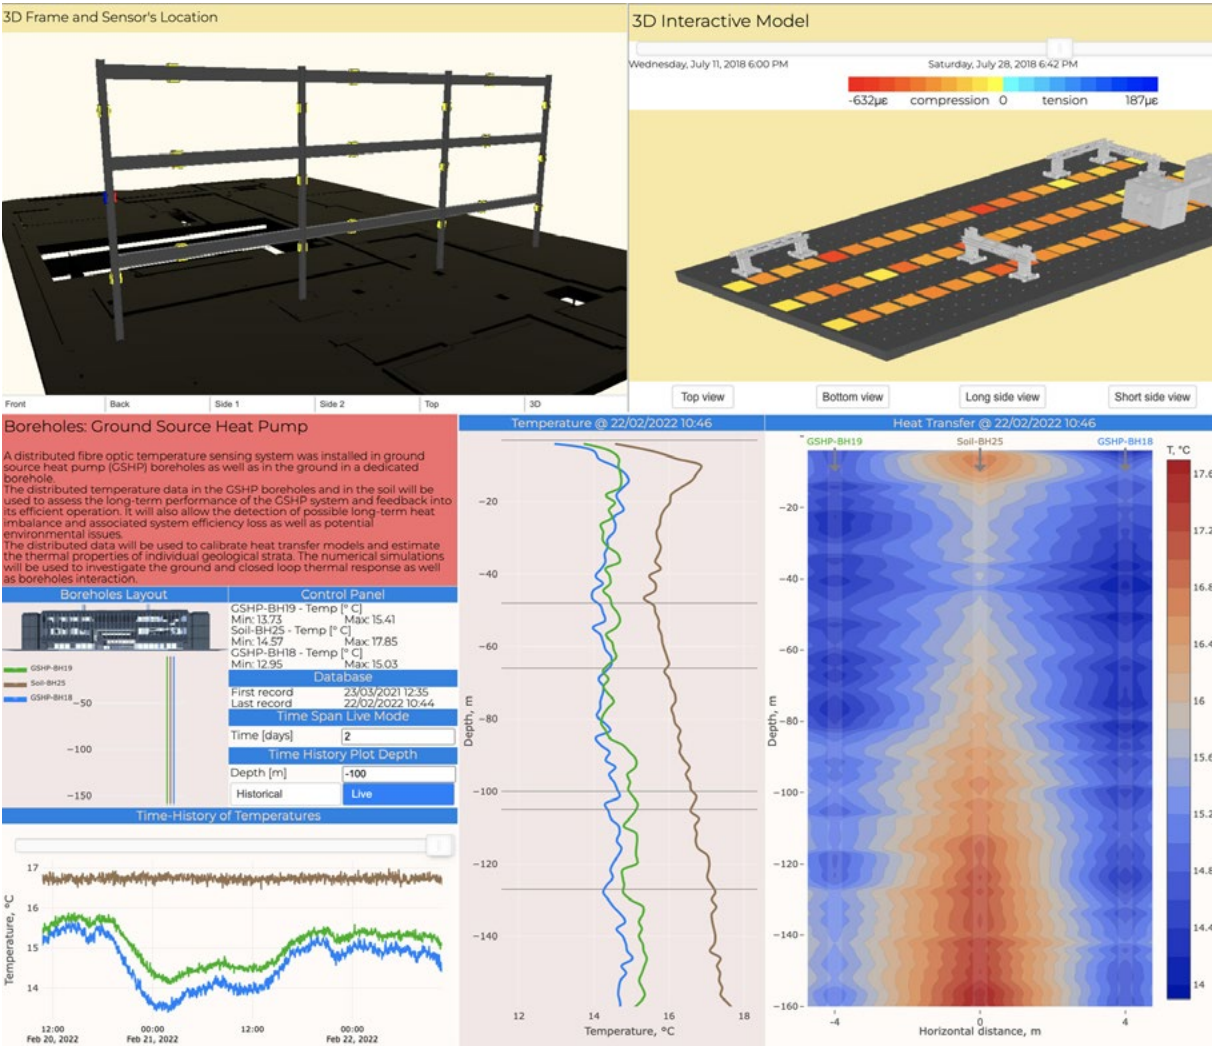 3D Frame and Sensor's Location
Front
Back
Side 1
Side 2
Top
3D
3D Interactive Model
Wednesday, July 11, 2018 6:00 PM
Saturday, July 28, 2018 6:42 PM
-632με compression 0 tension 187με
Top view
Bottom view
Long side view
Short side view
Boreholes: Ground Source Heat Pump
A distributed fibre optic temperature sensing system was installed in ground
source heat pump (GSHP) boreholes as well as in the ground in a dedicated
borehole.
The distributed temperature data in the GSHP boreholes and in the soil will be
used to assess the long-term performance of the GSHP system and feedback into
its efficient operation. It will also allow the detection of possible long-term heat
imbalance and associated system efficiency loss as well as potential
environmental issues.
The distributed data will be used to calibrate heat transfer models and estimate
the thermal properties of individual geological strata. The numerical simulations
will be used to investigate the ground and closed loop thermal response as well
as boreholes interaction.
Boreholes Layout
GSHP-BH19
Soil-BH25
GSHP-BH18
−50
−100
−150
Control Panel
GSHP-BH19 - Temp [° C]
Min: 13.73 Max: 15.41
Soil-BH25 - Temp [° C]
Min: 14.57 Max: 17.85
GSHP-BH18 - Temp [° C]
Min: 12.95 Max: 15.03
Database
First record 23/03/2021 12:35
Last record 22/02/2022 10:44
Time Span Live Mode
Time [days] 2
Time History Plot Depth
Depth [m] -100
Historical Live
Time-History of Temperatures
Temperature, °C
17
16
15
14
12:00 00:00 12:00 00:00
Feb 20, 2022 Feb 21, 2022 Feb 22, 2022
Temperature @ 22/02/2022 10:46
Depth, m
−20
−40
−60
−80
−100
−120
−140
12 14 16 18
Temperature, °C
Heat Transfer @ 22/02/2022 10:46
GSHP-BH19 Soil-BH25 GSHP-BH18
Depth, m
−20
−40
−60
−80
−100
−120
−140
−160
-4 0 4
Horizontal distance, m
T, °C
17.6
17.2
16.8
16.4
16
15.6
15.2
14.8
14.4
14